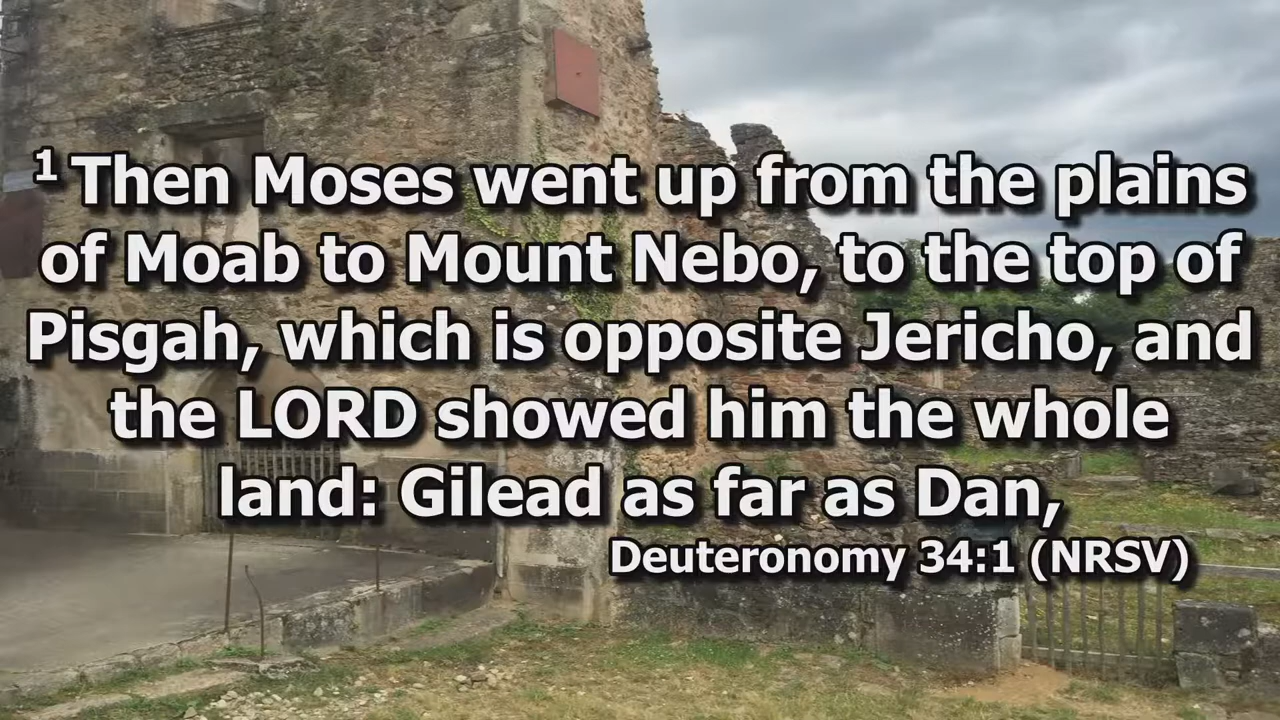 1 Then Moses went up from the plains
of Moab to Mount Nebo, to the top of
Pisgah, which is opposite Jericho, and
the LORD showed him the whole
land: Gilead as far as Dan,
Deuteronomy 34:1 (NRSV)